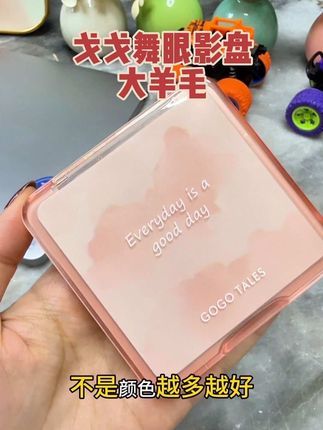 戈戈舞眼影盘
大羊毛
Everyday is a
good day
GOGO TALES
不是颜色越多越好